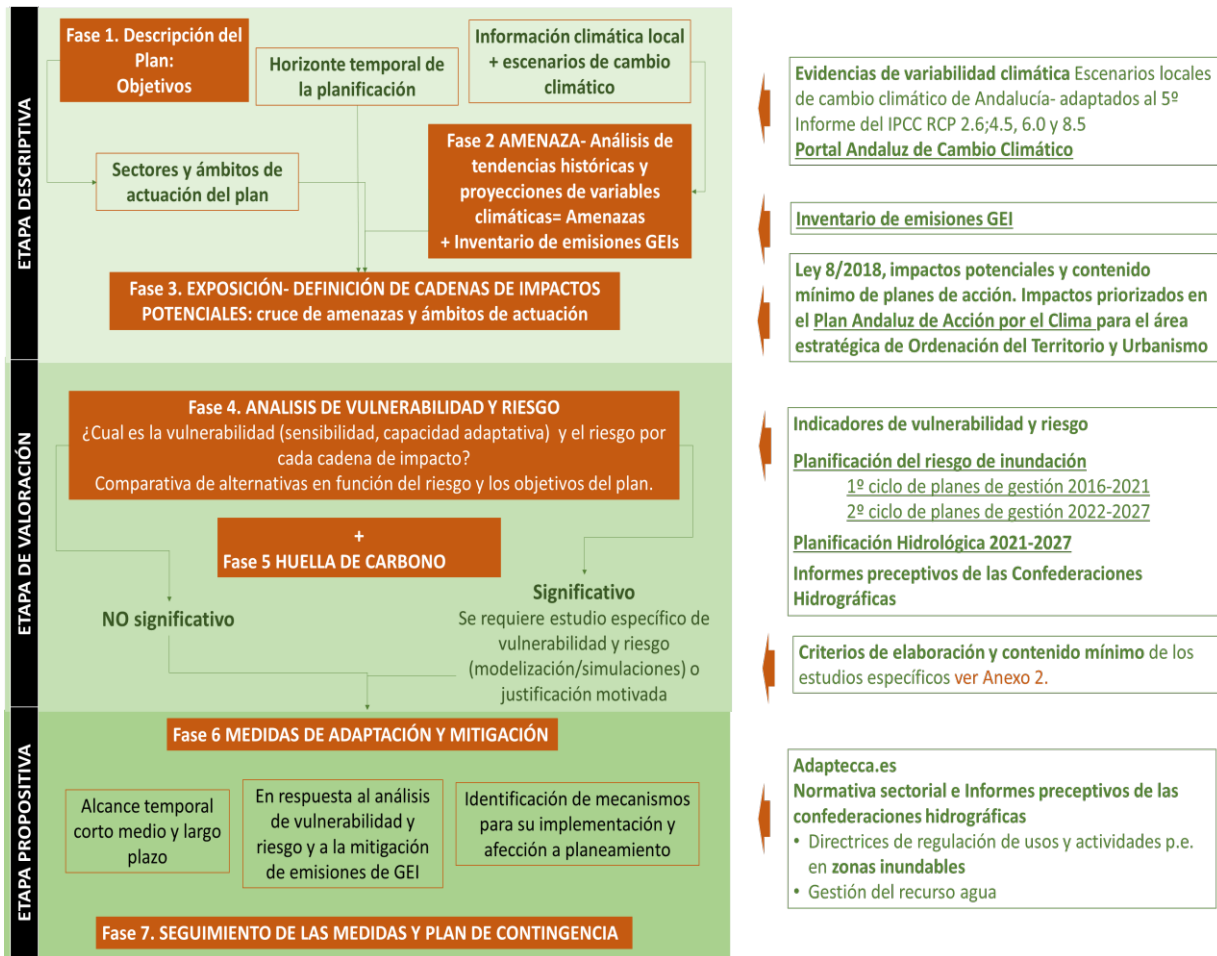 ETAPA DESCRIPTIVA
Fase 1. Descripción del
Plan:
Objetivos
Horizonte temporal de
la planificación
Información climática local
+ escenarios de cambio
climático
Sectores y ámbitos de
actuación del plan
Fase 2 AMENAZA- Análisis de
tendencias históricas y
proyecciones de variables
climáticas= Amenazas
+ Inventario de emisiones GEIs
Fase 3. EXPOSICIÓN- DEFINICIÓN DE CADENAS DE IMPACTOS
POTENCIALES: cruce de amenazas y ámbitos de actuación
Evidencias de variabilidad climática Escenarios locales
de cambio climático de Andalucía- adaptados al 5º
Informe del IPCC RCP 2.6;4.5, 6.0 y 8.5
Portal Andaluz de Cambio Climático
Inventario de emisiones GEI
Ley 8/2018, impactos potenciales y contenido
mínimo de planes de acción. Impactos priorizados en
el Plan Andaluz de Acción por el Clima para el área
estratégica de Ordenación del Territorio y Urbanismo
ETAPA DE VALORACIÓN
Fase 4. ANALISIS DE VULNERABILIDAD Y RIESGO
¿Cual es la vulnerabilidad (sensibilidad, capacidad adaptativa) y el riesgo por
cada cadena de impacto?
Comparativa de alternativas en función del riesgo y los objetivos del plan.
+
Fase 5 HUELLA DE CARBONO
NO significativo
Significativo
Se requiere estudio específico de
vulnerabilidad y riesgo
(modelización/simulaciones) o
justificación motivada
Indicadores de vulnerabilidad y riesgo
Planificación del riesgo de inundación
1º ciclo de planes de gestión 2016-2021
2º ciclo de planes de gestión 2022-2027
Planificación Hidrológica 2021-2027
Informes preceptivos de las Confederaciones
Hidrográficas
Criterios de elaboración y contenido mínimo de los
estudios específicos ver Anexo 2.
ETAPA PROPOSITIVA
Fase 6 MEDIDAS DE ADAPTACIÓN Y MITIGACIÓN
Alcance temporal
corto medio y largo
plazo
En respuesta al análisis
de vulnerabilidad y
riesgo y a la mitigación
de emisiones de GEI
Identificación de mecanismos
para su implementación y
afección a planeamiento
Fase 7. SEGUIMIENTO DE LAS MEDIDAS Y PLAN DE CONTINGENCIA
Adaptecca.es
Normativa sectorial e Informes preceptivos de las
confederaciones hidrográficas
• Directrices de regulación de usos y actividades p.e.
en zonas inundables
• Gestión del recurso agua